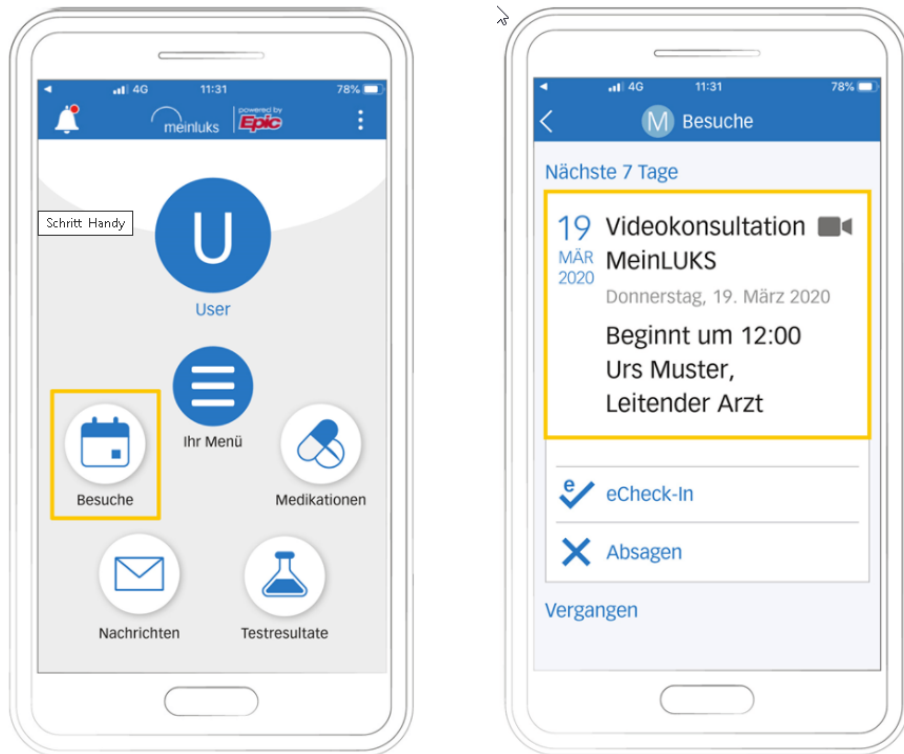 4G 11:31 78%
meinluks powered by Epic
Schritt Handy
U
User
Ihr Menü
Besuche
Medikationen
Nachrichten
Testresultate
4G 11:31 78%
M Besuche
Nächste 7 Tage
19 Videokonsultation
MÄR MeinLUKS
2020
Donnerstag, 19. März 2020
Beginnt um 12:00
Urs Muster,
Leitender Arzt
e eCheck-In
Absagen
Vergangen